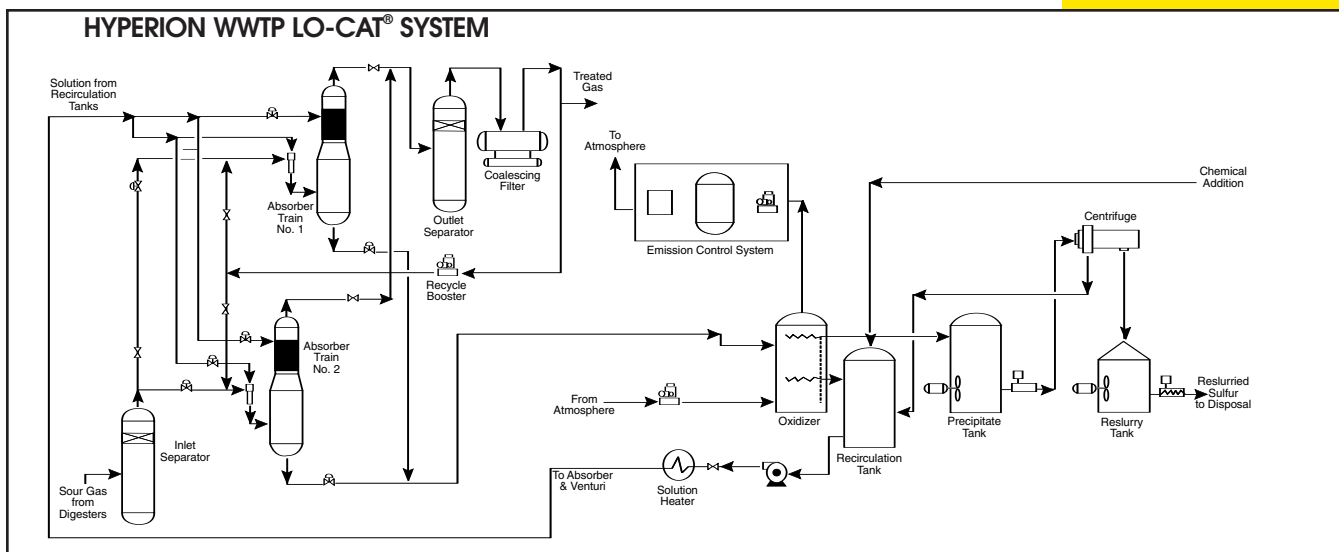 HYPERION WWTP LO-CAT® SYSTEM
Solution from
Recirculation
Tanks
Treated
Gas
To
Atmosphere
Coalescing
Filter
Chemical
Addition
Absorber
Train
No. 1
Outlet
Separator
Centrifuge
Emission Control System
Recycle
Booster
Absorber
Train
No. 2
From
Atmosphere
Oxidizer
Precipitate
Tank
Reslurry
Tank
Reslurried
Sulfur
to Disposal
Inlet
Separator
Recirculation
Tank
Sour Gas
from
Digesters
To Absorber
& Venturi
Solution
Heater